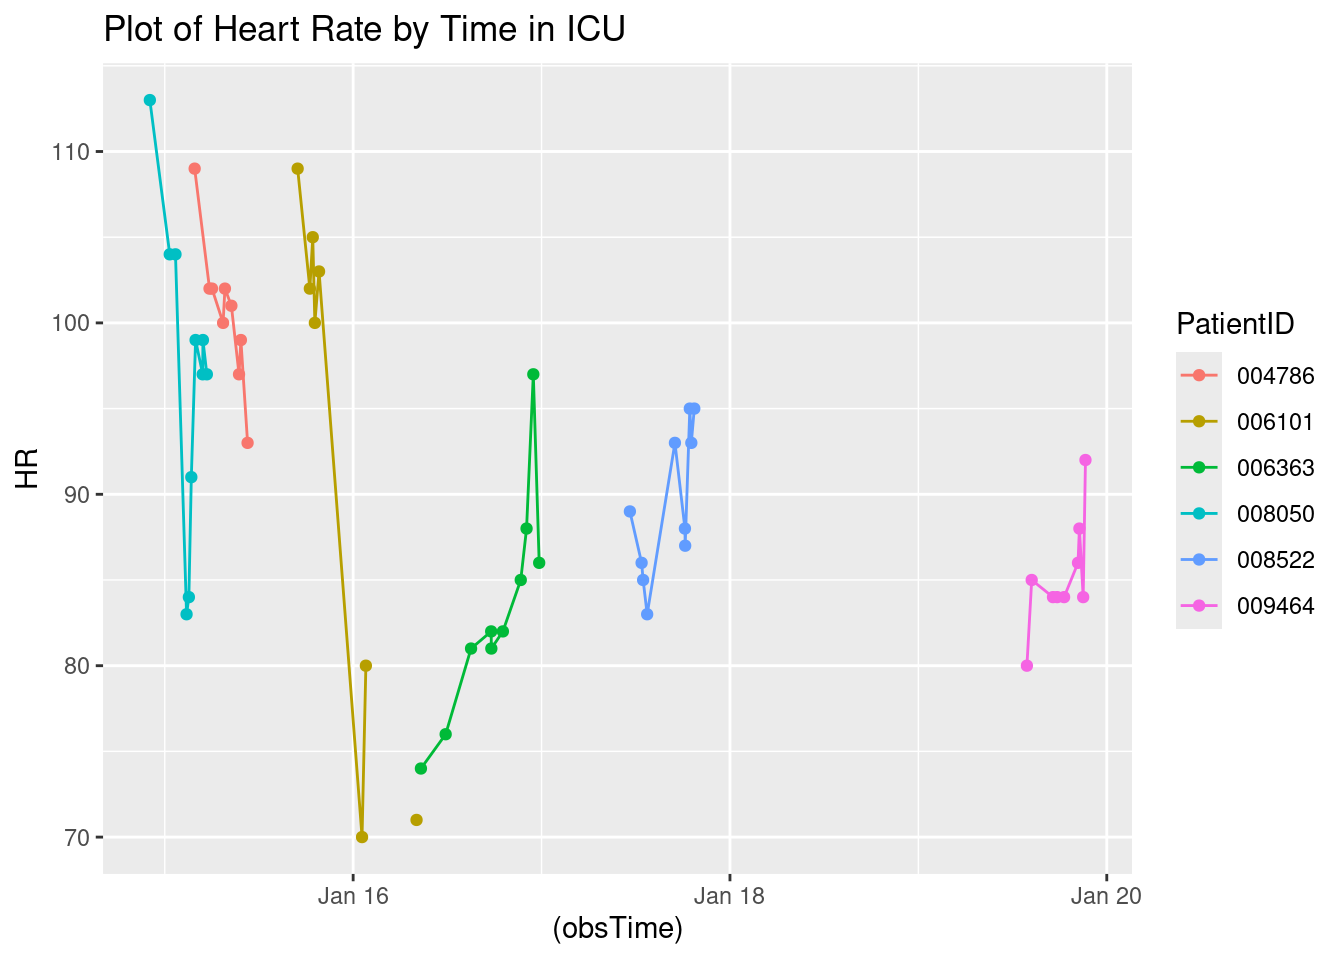 Plot of Heart Rate by Time in ICU
HR
110
100
90
80
70
Jan 16
Jan 18
Jan 20
(obsTime)
PatientID
004786
006101
006363
008050
008522
009464